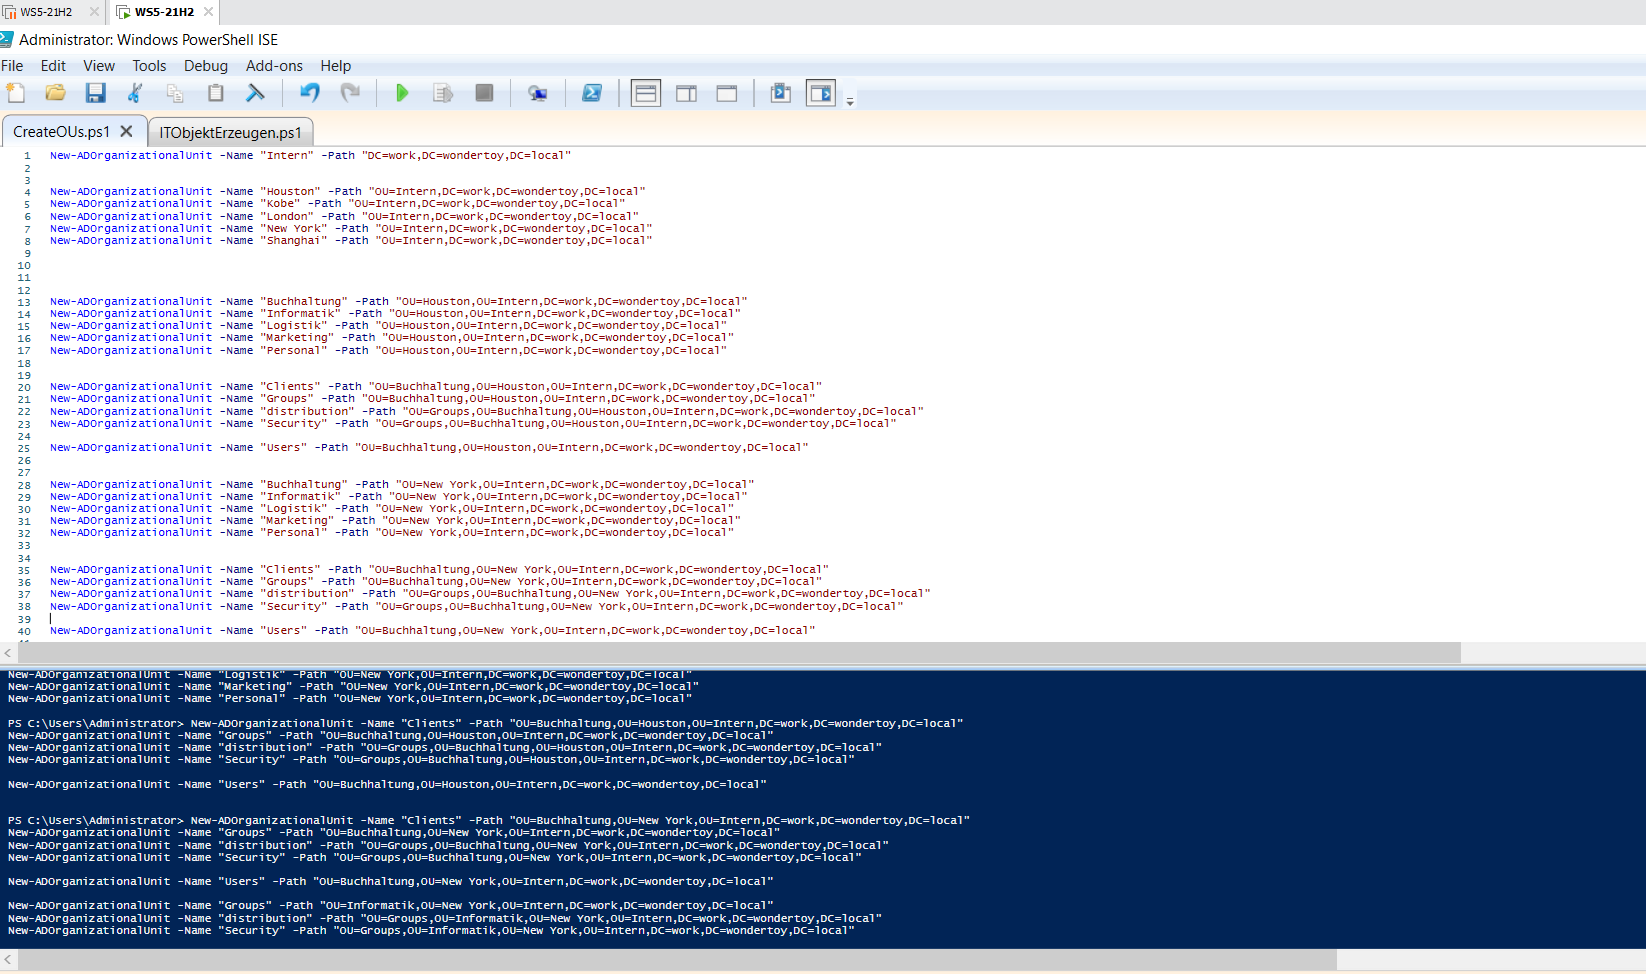 WS5-21H2 WS5-21H2
Administrator: Windows PowerShell ISE
File Edit View Tools Debug Add-ons Help
CreateOUs.ps1 ITObjektErzeugen.ps1
1 New-ADOrganizationalUnit -Name "Intern" -Path "DC=work,DC=wondertoy,DC=local"
2
3
4 New-ADOrganizationalUnit -Name "Houston" -Path "OU=Intern,DC=work,DC=wondertoy,DC=local"
5 New-ADOrganizationalUnit -Name "Kobe" -Path "OU=Intern,DC=work,DC=wondertoy,DC=local"
6 New-ADOrganizationalUnit -Name "London" -Path "OU=Intern,DC=work,DC=wondertoy,DC=local"
7 New-ADOrganizationalUnit -Name "New York" -Path "OU=Intern,DC=work,DC=wondertoy,DC=local"
8 New-ADOrganizationalUnit -Name "Shanghai" -Path "OU=Intern,DC=work,DC=wondertoy,DC=local"
9
10
11
12
13 New-ADOrganizationalUnit -Name "Buchhaltung" -Path "OU=Houston,OU=Intern,DC=work,DC=wondertoy,DC=local"
14 New-ADOrganizationalUnit -Name "Informatik" -Path "OU=Houston,OU=Intern,DC=work,DC=wondertoy,DC=local"
15 New-ADOrganizationalUnit -Name "Logistik" -Path "OU=Houston,OU=Intern,DC=work,DC=wondertoy,DC=local"
16 New-ADOrganizationalUnit -Name "Marketing" -Path "OU=Houston,OU=Intern,DC=work,DC=wondertoy,DC=local"
17 New-ADOrganizationalUnit -Name "Personal" -Path "OU=Houston,OU=Intern,DC=work,DC=wondertoy,DC=local"
18
19
20 New-ADOrganizationalUnit -Name "Clients" -Path "OU=Buchhaltung,OU=Houston,OU=Intern,DC=work,DC=wondertoy,DC=local"
21 New-ADOrganizationalUnit -Name "Groups" -Path "OU=Buchhaltung,OU=Houston,OU=Intern,DC=work,DC=wondertoy,DC=local"
22 New-ADOrganizationalUnit -Name "distribution" -Path "OU=Groups,OU=Buchhaltung,OU=Houston,OU=Intern,DC=work,DC=wondertoy,DC=local"
23 New-ADOrganizationalUnit -Name "Security" -Path "OU=Groups,OU=Buchhaltung,OU=Houston,OU=Intern,DC=work,DC=wondertoy,DC=local"
24
25 New-ADOrganizationalUnit -Name "Users" -Path "OU=Buchhaltung,OU=Houston,OU=Intern,DC=work,DC=wondertoy,DC=local"
26
27
28 New-ADOrganizationalUnit -Name "Buchhaltung" -Path "OU=New York,OU=Intern,DC=work,DC=wondertoy,DC=local"
29 New-ADOrganizationalUnit -Name "Informatik" -Path "OU=New York,OU=Intern,DC=work,DC=wondertoy,DC=local"
30 New-ADOrganizationalUnit -Name "Logistik" -Path "OU=New York,OU=Intern,DC=work,DC=wondertoy,DC=local"
31 New-ADOrganizationalUnit -Name "Marketing" -Path "OU=New York,OU=Intern,DC=work,DC=wondertoy,DC=local"
32 New-ADOrganizationalUnit -Name "Personal" -Path "OU=New York,OU=Intern,DC=work,DC=wondertoy,DC=local"
33
34
35 New-ADOrganizationalUnit -Name "Clients" -Path "OU=Buchhaltung,OU=New York,OU=Intern,DC=work,DC=wondertoy,DC=local"
36 New-ADOrganizationalUnit -Name "Groups" -Path "OU=Buchhaltung,OU=New York,OU=Intern,DC=work,DC=wondertoy,DC=local"
37 New-ADOrganizationalUnit -Name "distribution" -Path "OU=Groups,OU=Buchhaltung,OU=New York,OU=Intern,DC=work,DC=wondertoy,DC=local"
38 New-ADOrganizationalUnit -Name "Security" -Path "OU=Groups,OU=Buchhaltung,OU=New York,OU=Intern,DC=work,DC=wondertoy,DC=local"
39
40 New-ADOrganizationalUnit -Name "Users" -Path "OU=Buchhaltung,OU=New York,OU=Intern,DC=work,DC=wondertoy,DC=local"
New-ADOrganizationalUnit -Name "Logistik" -Path "OU=New York,OU=Intern,DC=work,DC=wondertoy,DC=local"
New-ADOrganizationalUnit -Name "Marketing" -Path "OU=New York,OU=Intern,DC=work,DC=wondertoy,DC=local"
New-ADOrganizationalUnit -Name "Personal" -Path "OU=New York,OU=Intern,DC=work,DC=wondertoy,DC=local"
PS C:\Users\Administrator> New-ADOrganizationalUnit -Name "Clients" -Path "OU=Buchhaltung,OU=Houston,OU=Intern,DC=work,DC=wondertoy,DC=local"
New-ADOrganizationalUnit -Name "Groups" -Path "OU=Buchhaltung,OU=Houston,OU=Intern,DC=work,DC=wondertoy,DC=local"
New-ADOrganizationalUnit -Name "distribution" -Path "OU=Groups,OU=Buchhaltung,OU=Houston,OU=Intern,DC=work,DC=wondertoy,DC=local"
New-ADOrganizationalUnit -Name "Security" -Path "OU=Groups,OU=Buchhaltung,OU=Houston,OU=Intern,DC=work,DC=wondertoy,DC=local"
New-ADOrganizationalUnit -Name "Users" -Path "OU=Buchhaltung,OU=Houston,OU=Intern,DC=work,DC=wondertoy,DC=local"
PS C:\Users\Administrator> New-ADOrganizationalUnit -Name "Clients" -Path "OU=Buchhaltung,OU=New York,OU=Intern,DC=work,DC=wondertoy,DC=local"
New-ADOrganizationalUnit -Name "Groups" -Path "OU=Buchhaltung,OU=New York,OU=Intern,DC=work,DC=wondertoy,DC=local"
New-ADOrganizationalUnit -Name "distribution" -Path "OU=Groups,OU=Buchhaltung,OU=New York,OU=Intern,DC=work,DC=wondertoy,DC=local"
New-ADOrganizationalUnit -Name "Security" -Path "OU=Groups,OU=Buchhaltung,OU=New York,OU=Intern,DC=work,DC=wondertoy,DC=local"
New-ADOrganizationalUnit -Name "Users" -Path "OU=Buchhaltung,OU=New York,OU=Intern,DC=work,DC=wondertoy,DC=local"
New-ADOrganizationalUnit -Name "Groups" -Path "OU=Informatik,OU=New York,OU=Intern,DC=work,DC=wondertoy,DC=local"
New-ADOrganizationalUnit -Name "distribution" -Path "OU=Groups,OU=Informatik,OU=New York,OU=Intern,DC=work,DC=wondertoy,DC=local"
New-ADOrganizationalUnit -Name "Security" -Path "OU=Groups,OU=Informatik,OU=New York,OU=Intern,DC=work,DC=wondertoy,DC=local"